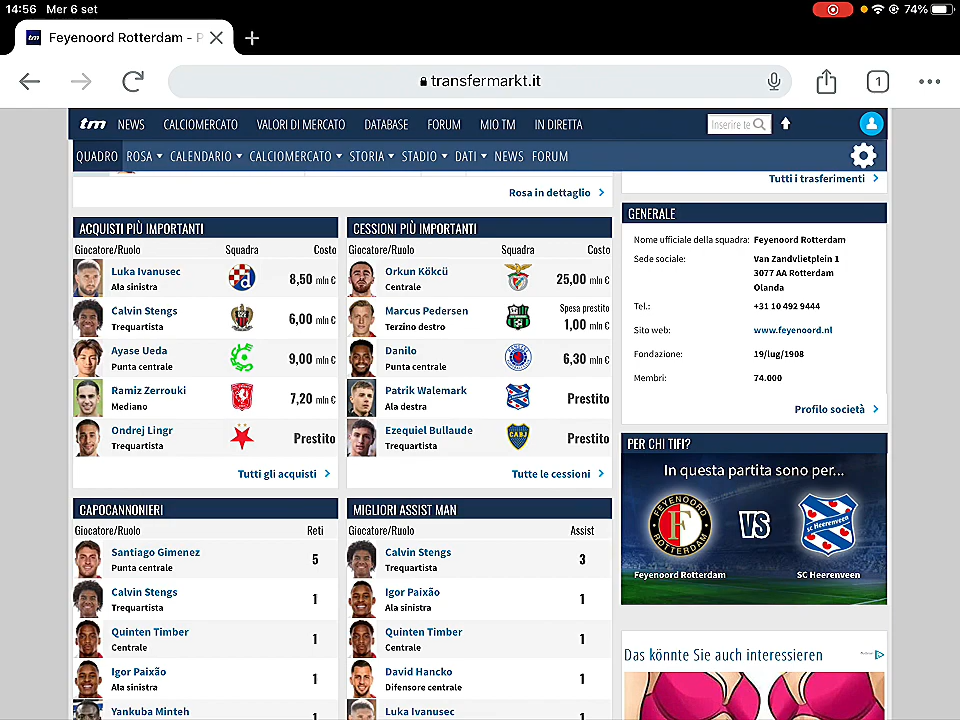 14:56 Mer 6 set
74%
tm Feyenoord Rotterdam - P
transfermarkt.it
1
tm NEWS CALCIOMERCATO VALORI DI MERCATO DATABASE FORUM MIO TM IN DIRETTA
Inserire te
QUADRO ROSA CALENDARIO CALCIOMERCATO STORIA STADIO DATI NEWS FORUM
Rosa in dettaglio
Tutti i trasferimenti
ACQUISTI PIÙ IMPORTANTI
Giocatore/Ruolo Squadra Costo
Luka Ivanusec
Ala sinistra
8,50 mln €
Calvin Stengs
Trequartista
6,00 mln €
Ayase Ueda
Punta centrale
9,00 mln €
Ramiz Zerrouki
Mediano
7,20 mln €
Ondrej Lingr
Trequartista
Prestito
Tutti gli acquisti
CESSIONI PIÙ IMPORTANTI
Giocatore/Ruolo Squadra Costo
Orkun Kökcü
Centrale
25,00 mln €
Marcus Pedersen
Terzino destro
Spesa prestito
1,00 mln €
Danilo
Punta centrale
6,30 mln €
Patrik Walemark
Ala destra
Prestito
Ezequiel Bullaude
Trequartista
CABJ
Prestito
Tutte le cessioni
GENERALE
Nome ufficiale della squadra: Feyenoord Rotterdam
Sede sociale: Van Zandvlietplein 1
3077 AA Rotterdam
Olanda
Tel.: +31 10 492 9444
Sito web: www.feyenoord.nl
Fondazione: 19/lug/1908
Membri: 74.000
Profilo società
PER CHI TIFI?
In questa partita sono per...
FEYENOORD
ROTTERDAM
VS
SC Heerenveen
Feyenoord Rotterdam
SC Heerenveen
CAPOCANNONIERI
Giocatore/Ruolo Reti
Santiago Gimenez
Punta centrale
5
Calvin Stengs
Trequartista
1
Quinten Timber
Centrale
1
Igor Paixão
Ala sinistra
1
Yankuba Minteh
1
MIGLIORI ASSIST MAN
Giocatore/Ruolo Assist
Calvin Stengs
Trequartista
3
Igor Paixão
Ala sinistra
1
Quinten Timber
Centrale
1
David Hancko
Difensore centrale
1
Luka Ivanusec
1
Das könnte Sie auch interessieren